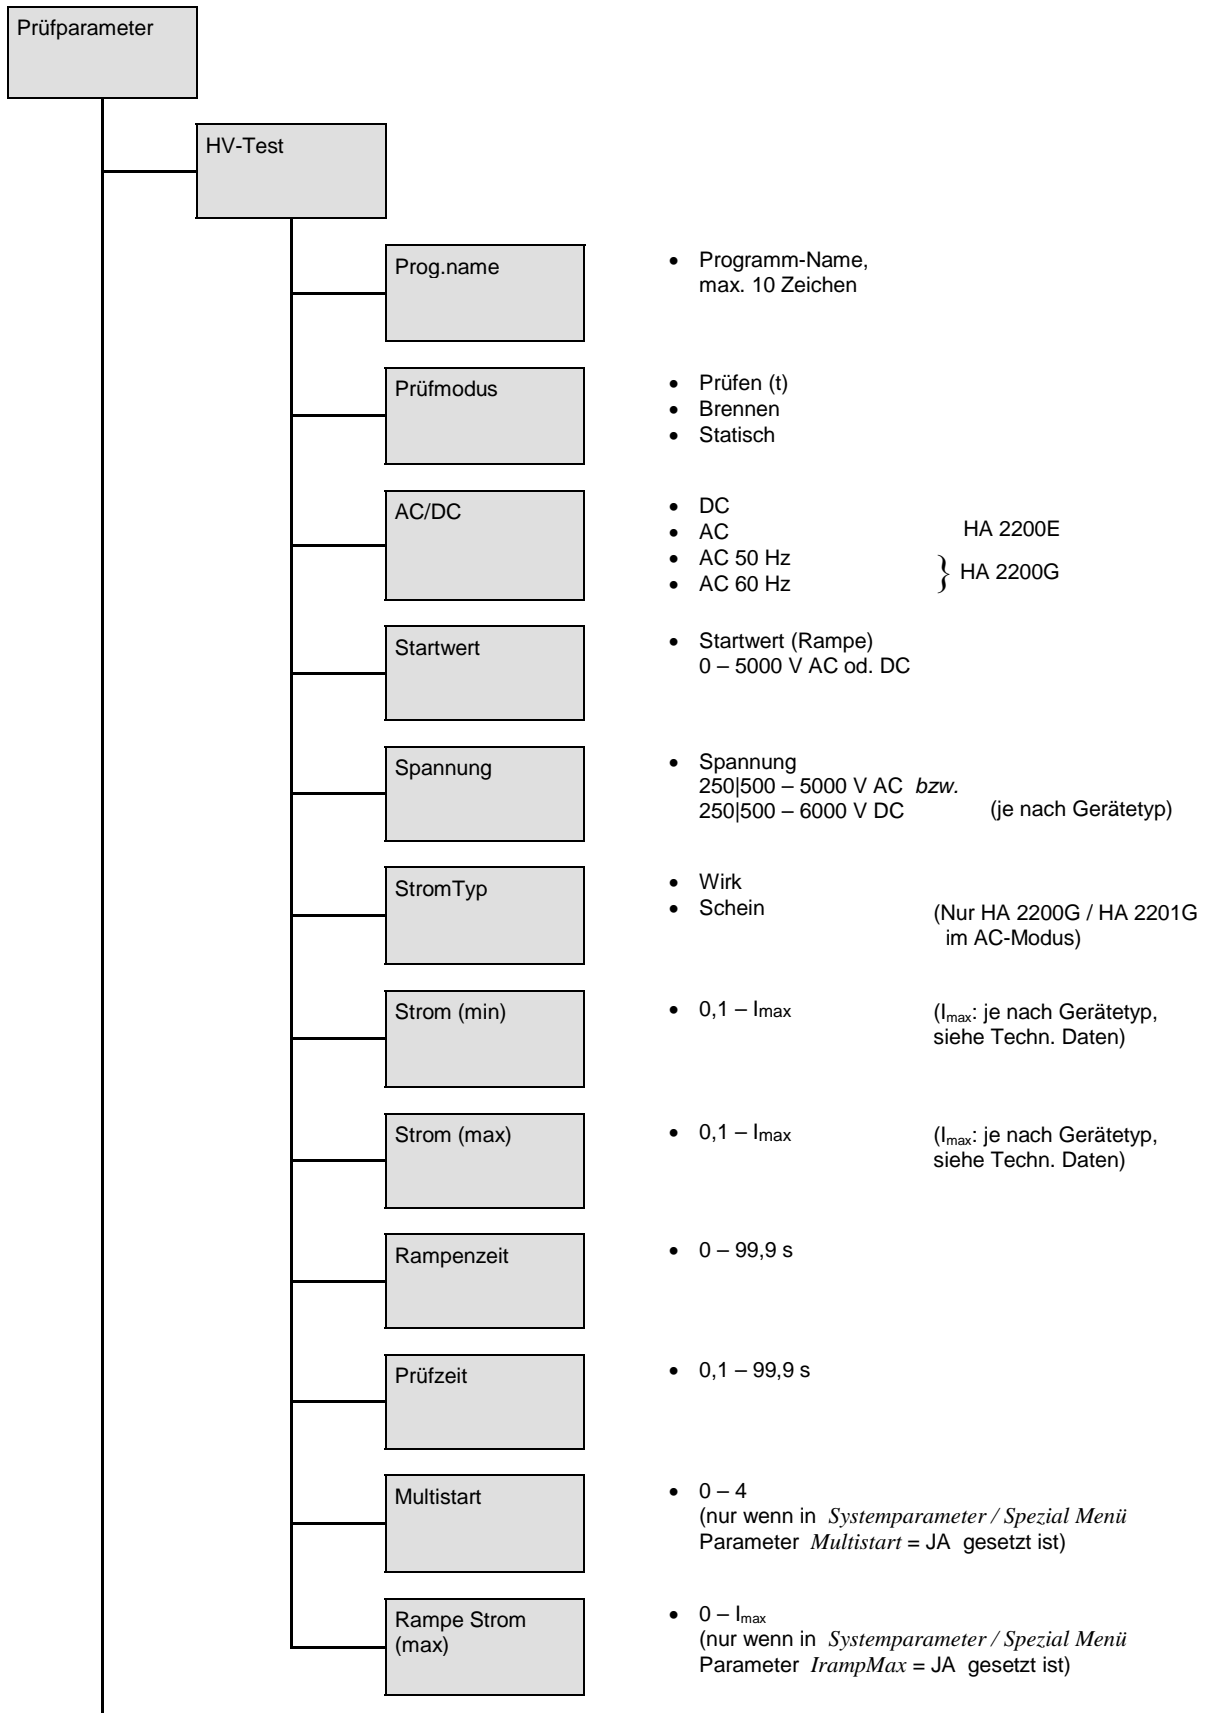 Prüfparameter
HV-Test
Prog.name
• Programm-Name,
max. 10 Zeichen
Prüfmodus
• Prüfen (t)
• Brennen
• Statisch
AC/DC
• DC
• AC HA 2200E
• AC 50 Hz
• AC 60 Hz
} HA 2200G
Startwert
• Startwert (Rampe)
0 – 5000 V AC od. DC
Spannung
• Spannung
250|500 – 5000 V AC bzw.
250|500 – 6000 V DC (je nach Gerätetyp)
StromTyp
• Wirk
• Schein
(Nur HA 2200G / HA 2201G
im AC-Modus)
Strom (min)
• 0,1 – Imax
(Imax: je nach Gerätetyp,
siehe Techn. Daten)
Strom (max)
• 0,1 – Imax
(Imax: je nach Gerätetyp,
siehe Techn. Daten)
Rampenzeit
• 0 – 99,9 s
Prüfzeit
• 0,1 – 99,9 s
Multistart
• 0 – 4
(nur wenn in Systemparameter / Spezial Menü
Parameter Multistart = JA gesetzt ist)
Rampe Strom
(max)
• 0 – Imax
(nur wenn in Systemparameter / Spezial Menü
Parameter IrampMax = JA gesetzt ist)